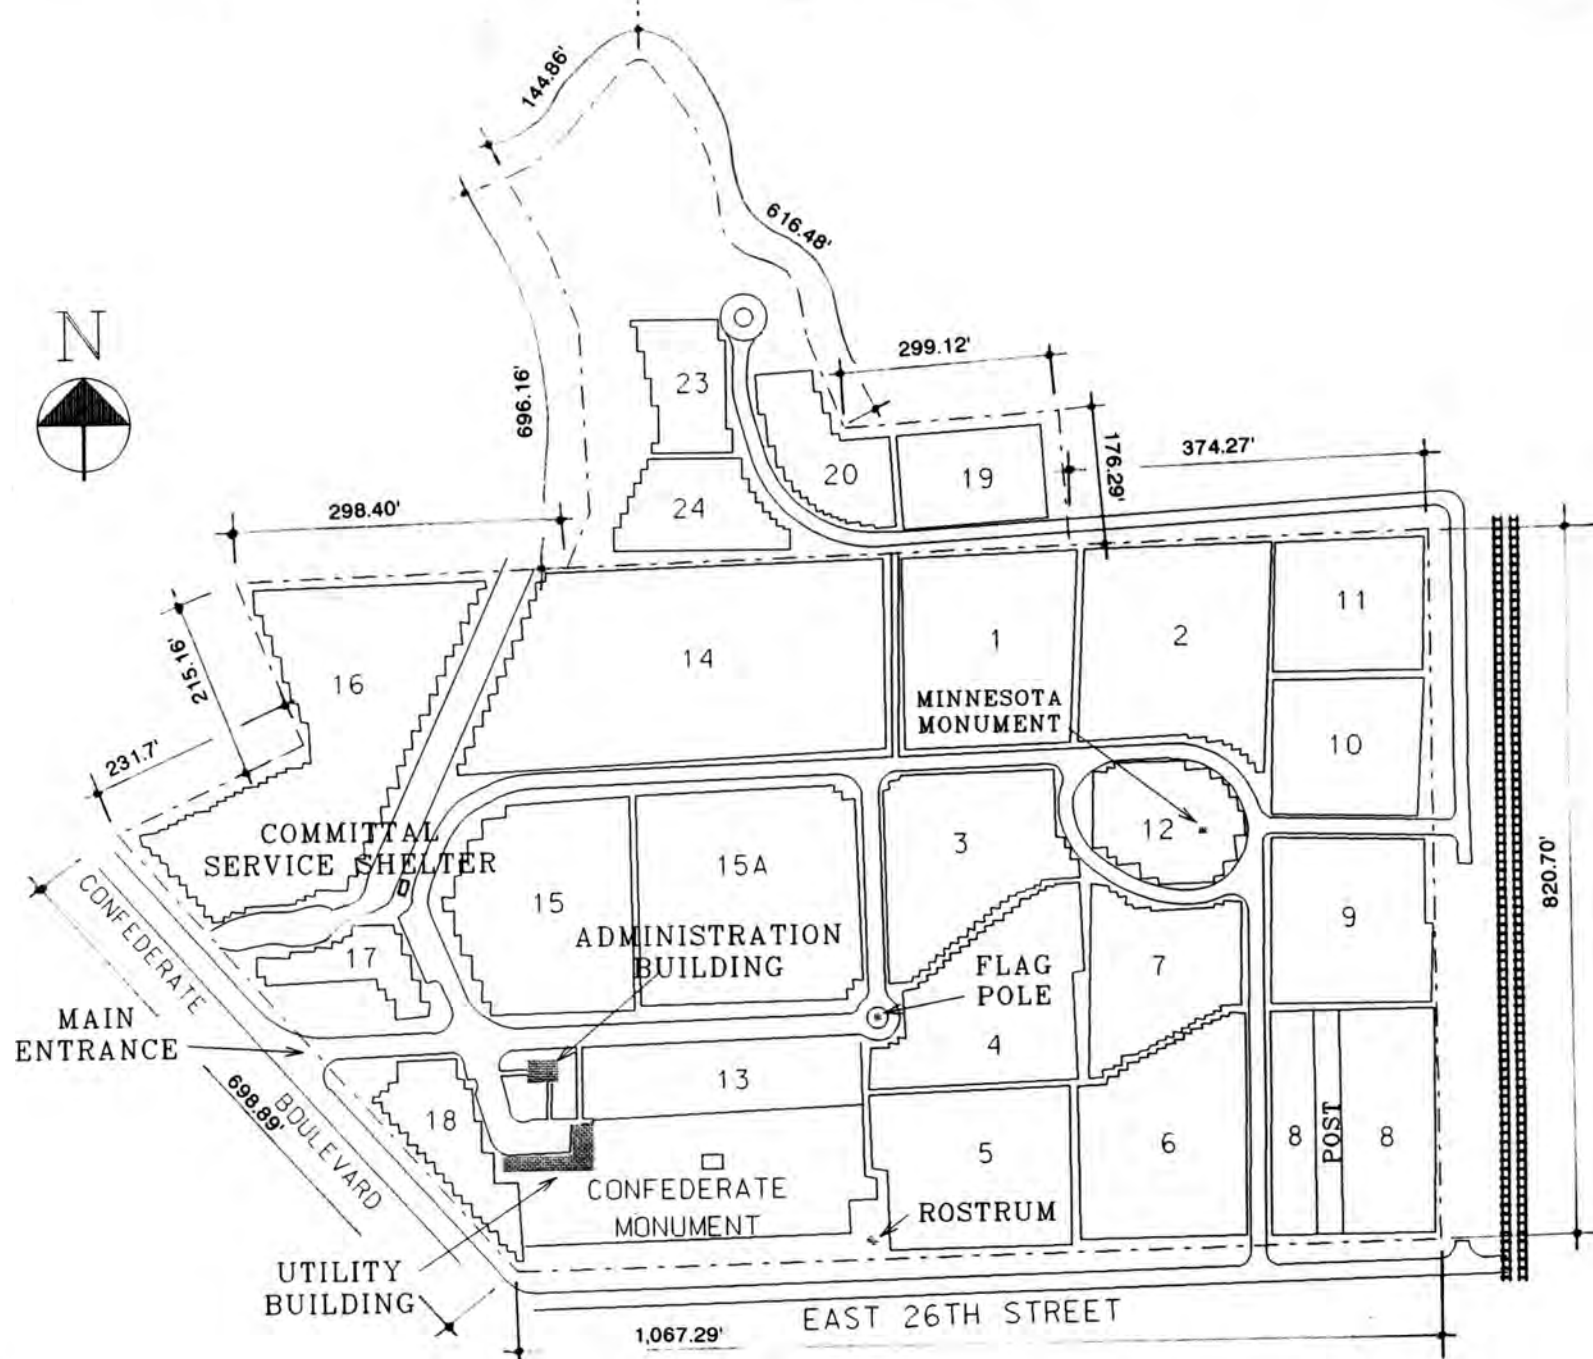 144.86'
616.48'
N
299.12'
23
696.16'
176.29'
374.27'
20
19
24
298.40'
11
1
2
14
215.16'
16
MINNESOTA
MONUMENT
10
231.7'
COMMITTAL
SERVICE SHELTER
12
3
15A
CONFEDERATE
BOULEVARD
15
9
820.70'
ADMINISTRATION
BUILDING
17
7
FLAG
POLE
MAIN
ENTRANCE
4
13
698.89'
18
8
POST
8
6
5
CONFEDERATE
MONUMENT
ROSTRUM
UTILITY
BUILDING
EAST 26TH STREET
1,067.29'